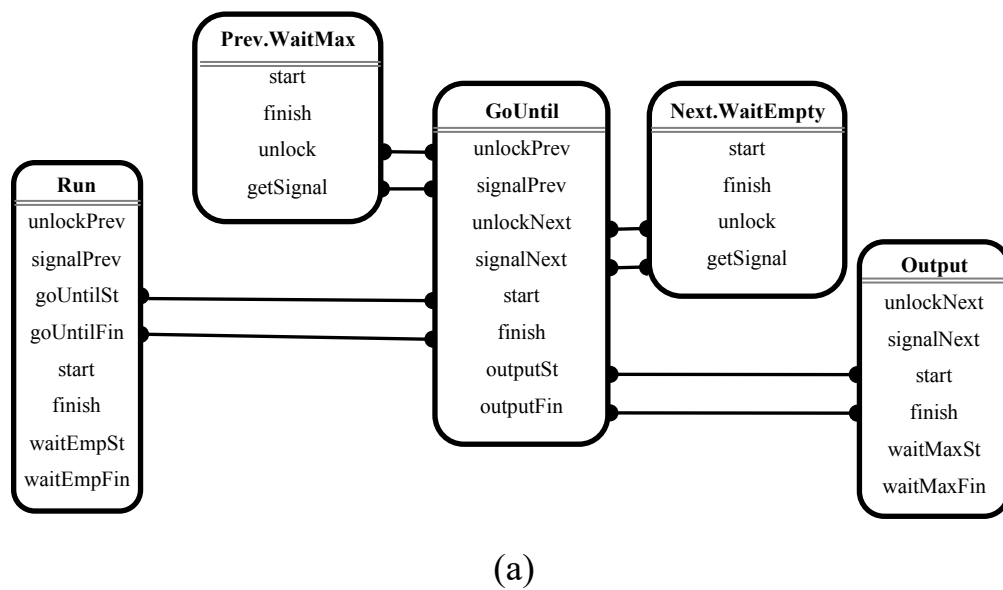 Prev.WaitMax
start
finish
unlock
getSignal
GoUntil
unlockPrev
signalPrev
unlockNext
signalNext
start
finish
outputSt
outputFin
Next.WaitEmpty
start
finish
unlock
getSignal
Run
unlockPrev
signalPrev
goUntilSt
goUntilFin
start
finish
waitEmpSt
waitEmpFin
Output
unlockNext
signalNext
start
finish
waitMaxSt
waitMaxFin
(a)